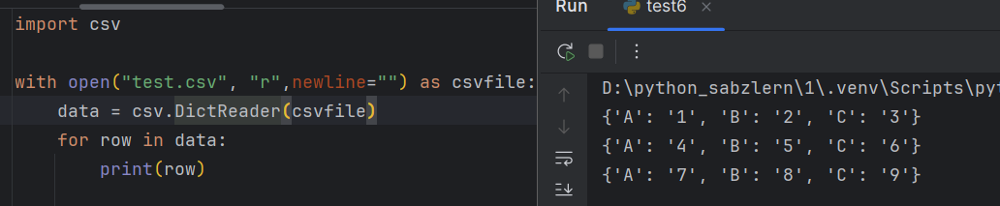 import csv
with open("test.csv", "r",newline="") as csvfile:
    data = csv.DictReader(csvfile)
    for row in data:
        print(row)
Run test6
D:\python_sabzlern\1\.venv\Scripts\py
{'A': '1', 'B': '2', 'C': '3'}
{'A': '4', 'B': '5', 'C': '6'}
{'A': '7', 'B': '8', 'C': '9'}